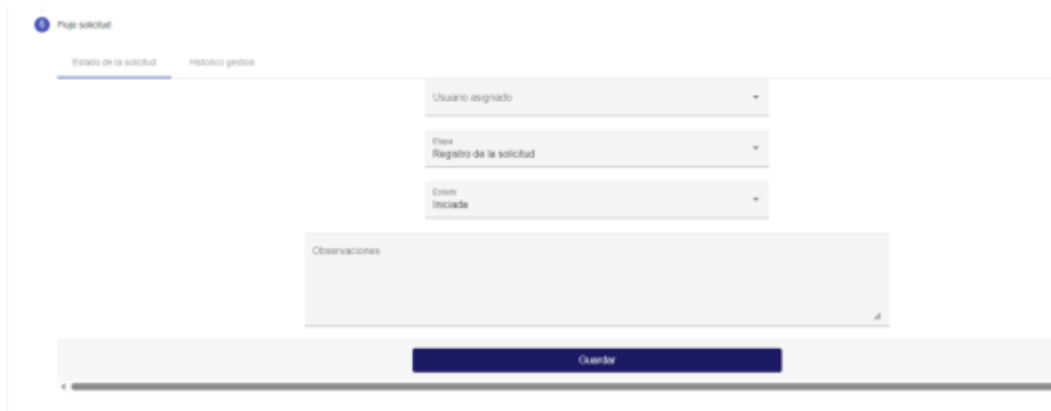 Flujo solicitud
Estado de la solicitud
Historico gestion
Usuario asignado
Etapa
Registro de la solicitud
Estado
Iniciada
Observaciones
Guardar